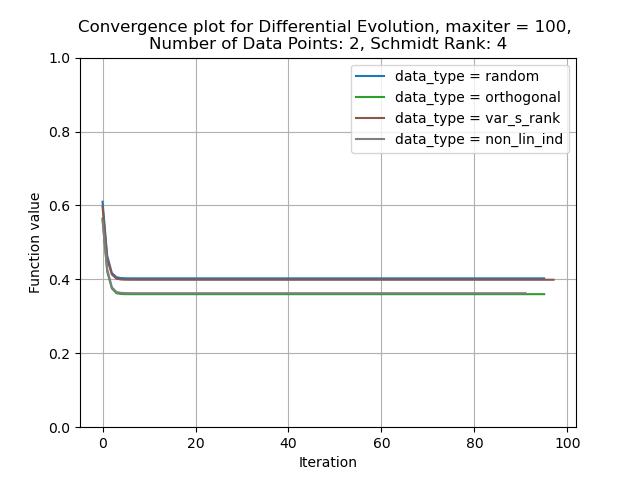 Convergence plot for Differential Evolution, maxiter = 100,
Number of Data Points: 2, Schmidt Rank: 4
1.0
0.8
0.6
0.4
0.2
0.0
Function value
data_type = random
data_type = orthogonal
data_type = var_s_rank
data_type = non_lin_ind
0 20 40 60 80 100
Iteration